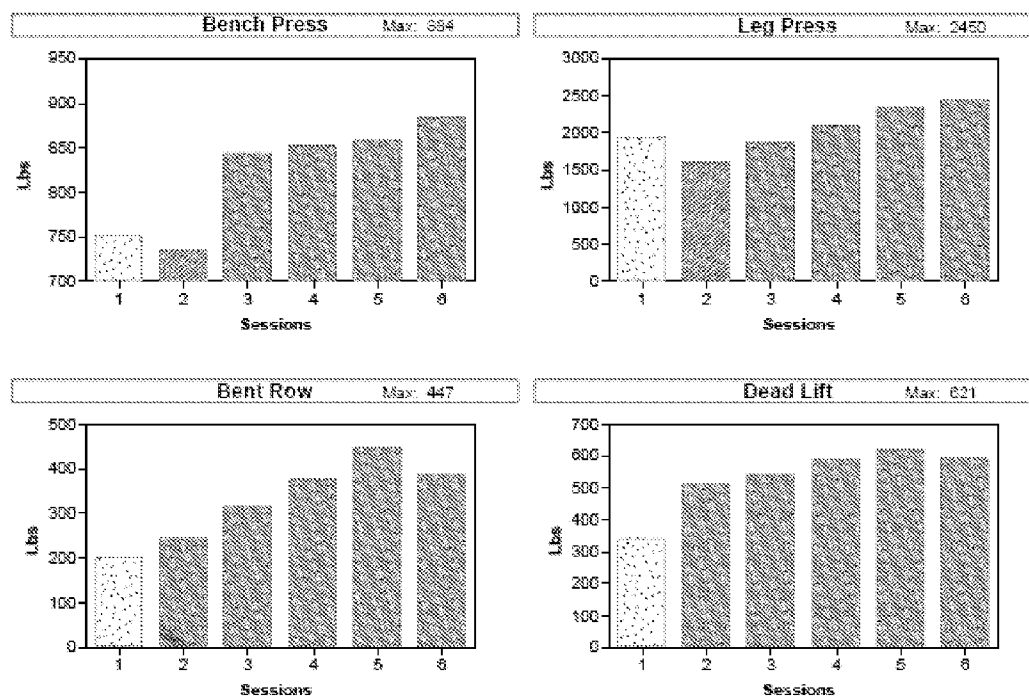 Bench Press Max: 884
950
900
850
800
750
700
Lbs
1 2 3 4 5 6
Sessions
Leg Press Max: 2450
3000
2500
2000
1500
1000
500
0
Lbs
1 2 3 4 5 6
Sessions
Bent Row Max: 447
500
400
300
200
100
0
Lbs
1 2 3 4 5 6
Sessions
Dead Lift Max: 621
700
600
500
400
300
200
100
0
Lbs
1 2 3 4 5 6
Sessions